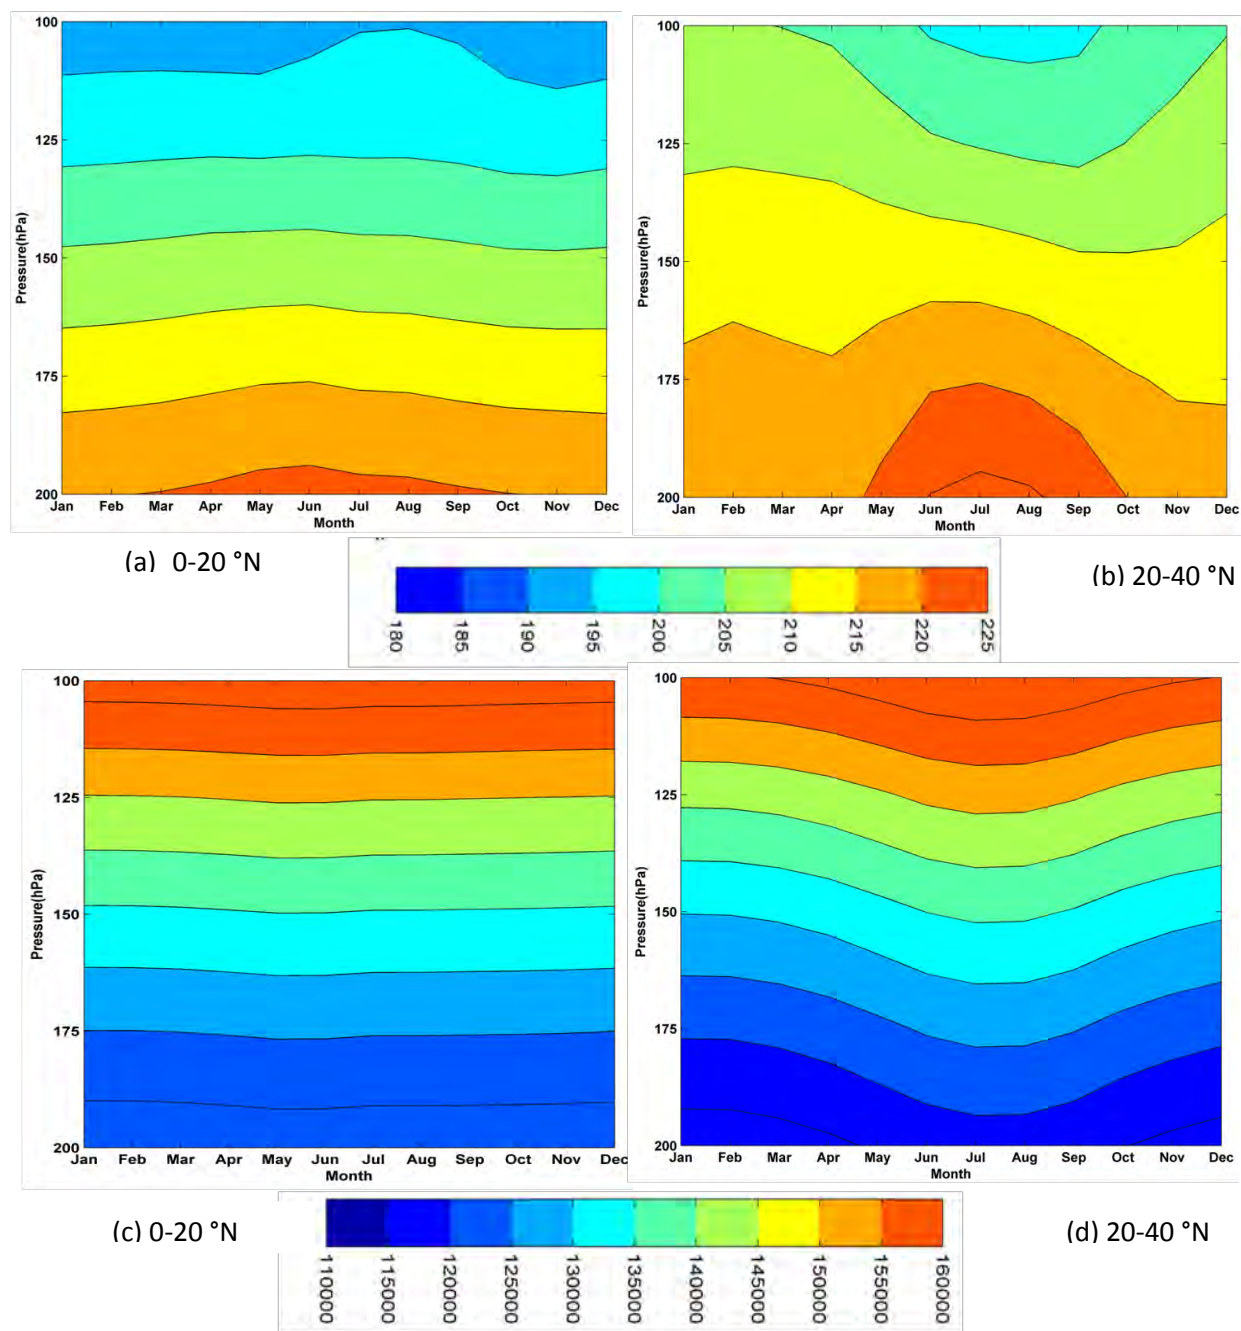 100
125
150
175
200
Pressure(hPa)
Jan Feb Mar Apr May Jun Jul Aug Sep Oct Nov Dec
Month
100
125
150
175
200
Pressure(hPa)
Jan Feb Mar Apr May Jun Jul Aug Sep Oct Nov Dec
Month
(a) 0-20 °N
(b) 20-40 °N
180 185 190 195 200 205 210 215 220 225
100
125
150
175
200
Pressure(hPa)
Jan Feb Mar Apr May Jun Jul Aug Sep Oct Nov Dec
Month
100
125
150
175
200
Pressure(hPa)
Jan Feb Mar Apr May Jun Jul Aug Sep Oct Nov Dec
Month
(c) 0-20 °N
(d) 20-40 °N
110000 115000 120000 125000 130000 135000 140000 145000 150000 155000 160000